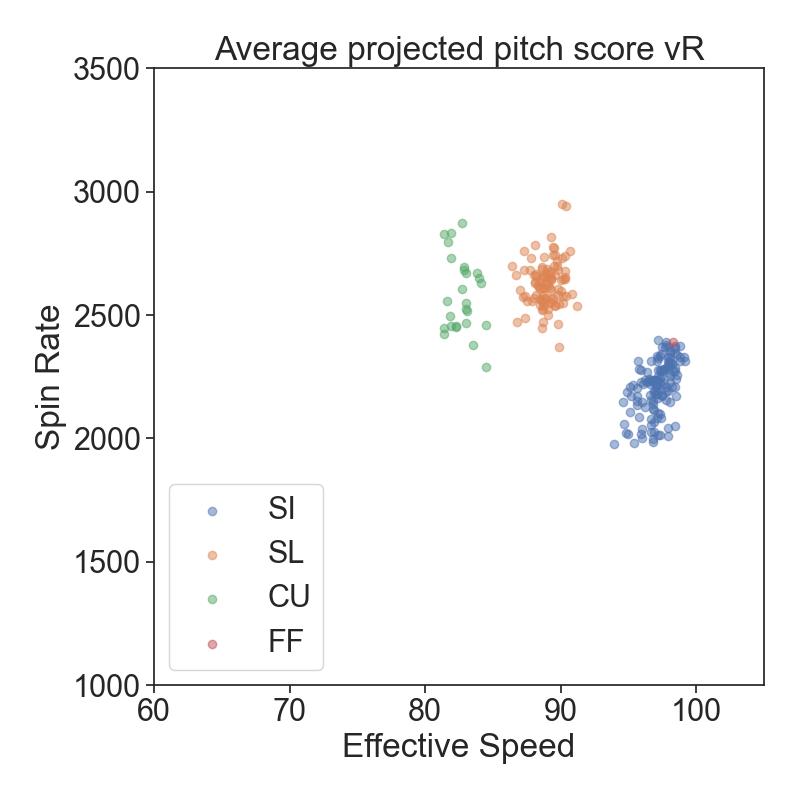 Average projected pitch score vR
3500
3000
2500
2000
1500
1000
Spin Rate
SI
SL
CU
FF
60 70 80 90 100
Effective Speed